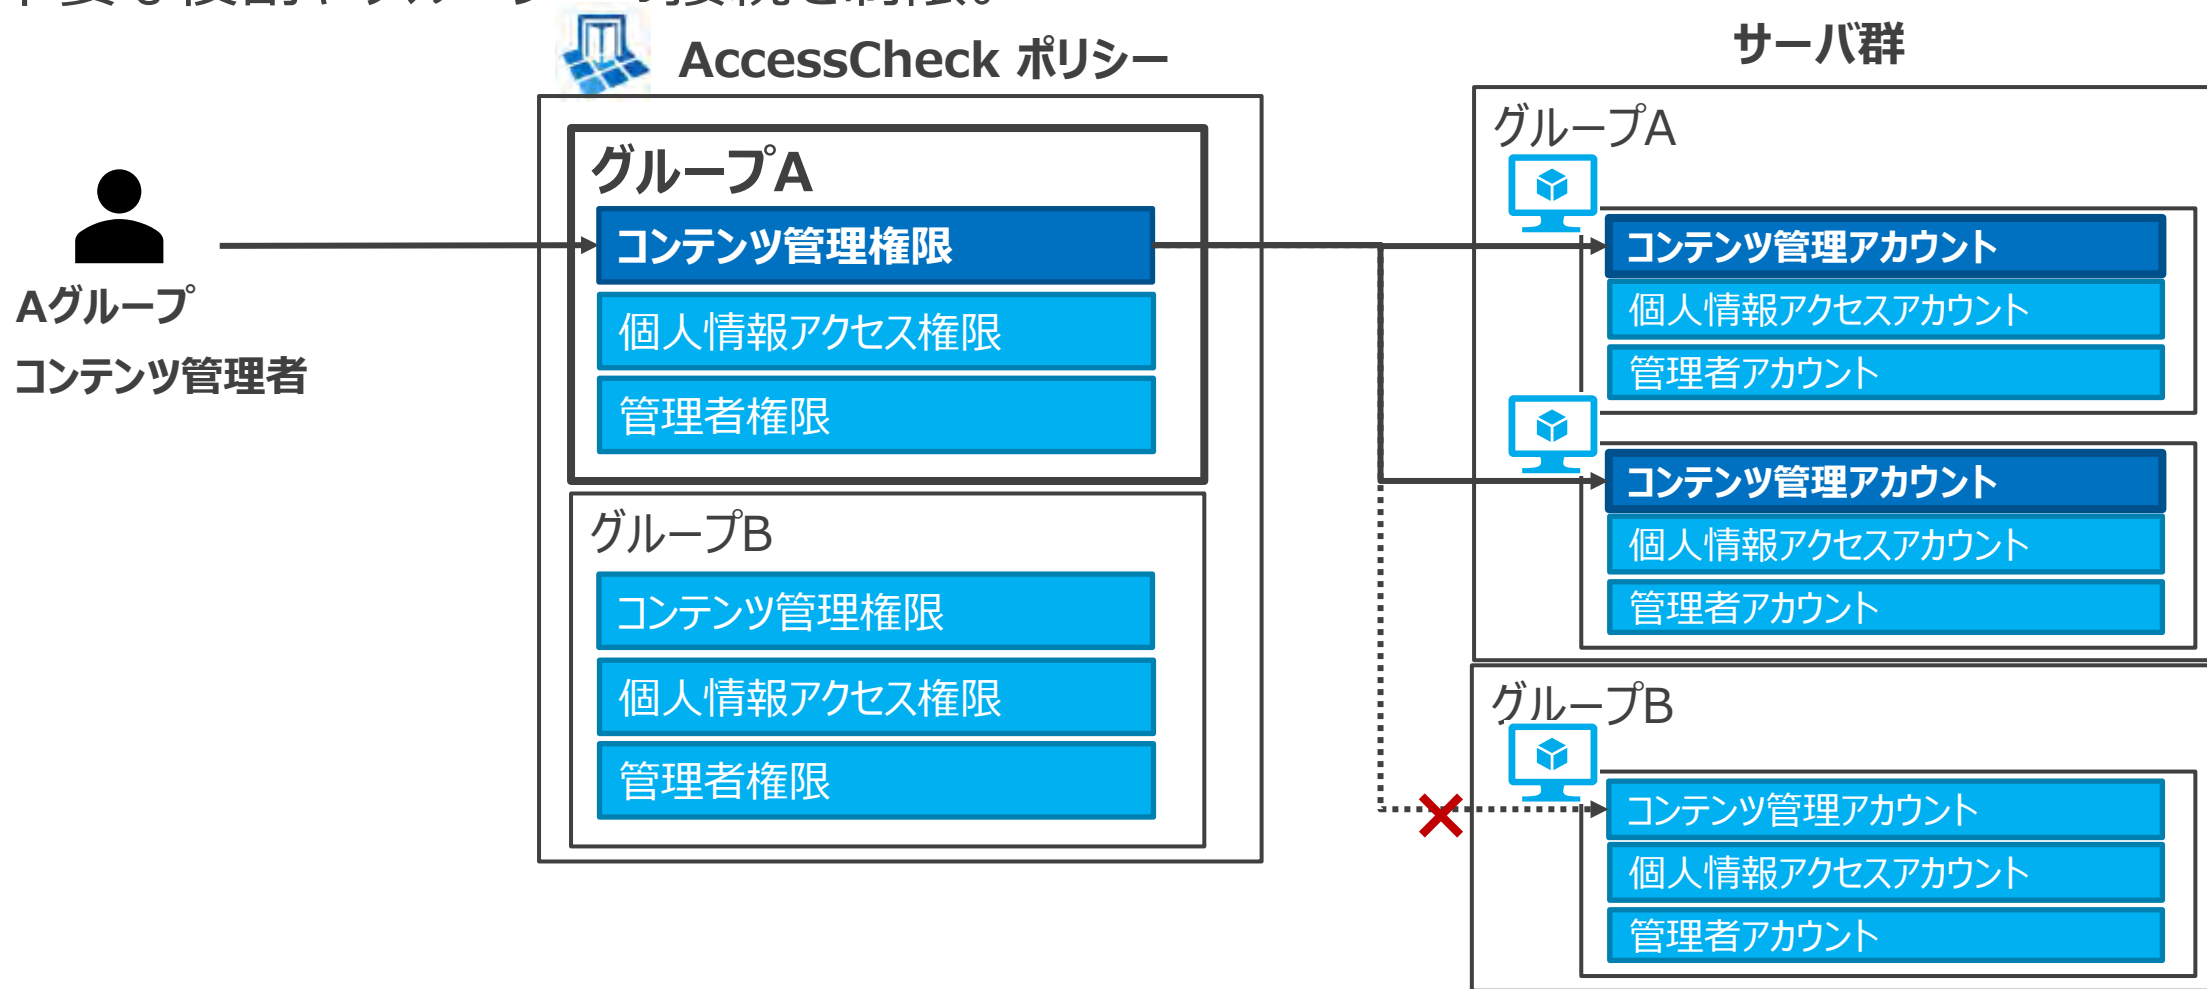 AccessCheck ポリシー
サーバ群
Aグループ
コンテンツ管理者
グループA
コンテンツ管理権限
個人情報アクセス権限
管理者権限
グループB
コンテンツ管理権限
個人情報アクセス権限
管理者権限
グループA
コンテンツ管理アカウント
個人情報アクセスアカウント
管理者アカウント
コンテンツ管理アカウント
個人情報アクセスアカウント
管理者アカウント
グループB
コンテンツ管理アカウント
個人情報アクセスアカウント
管理者アカウント